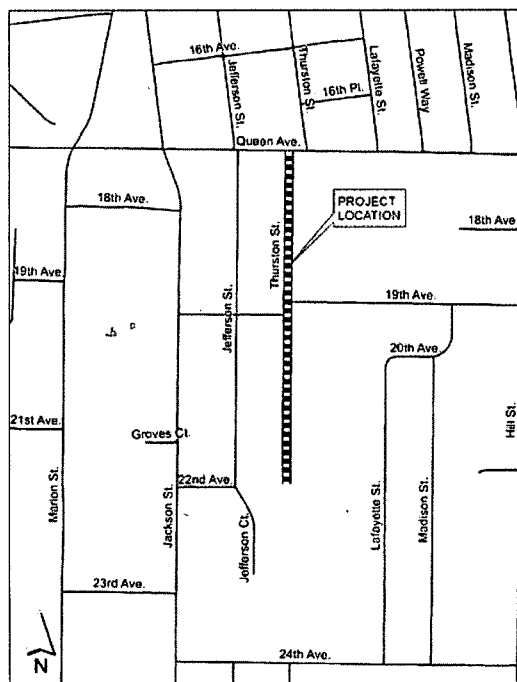 16th Ave.
Jefferson St.
Thurston St.
16th Pl.
Lafayette St.
Powell Way
Madison St.
Queen Ave.
18th Ave.
PROJECT
LOCATION
18th Ave.
Thurston St.
19th Ave.
Jefferson St.
19th Ave.
20th Ave.
21st Ave.
Groves Ct.
Hill St.
Marion St.
Jackson St.
22nd Ave.
Jefferson Ct.
Lafayette St.
Madison St.
23rd Ave.
24th Ave.
N